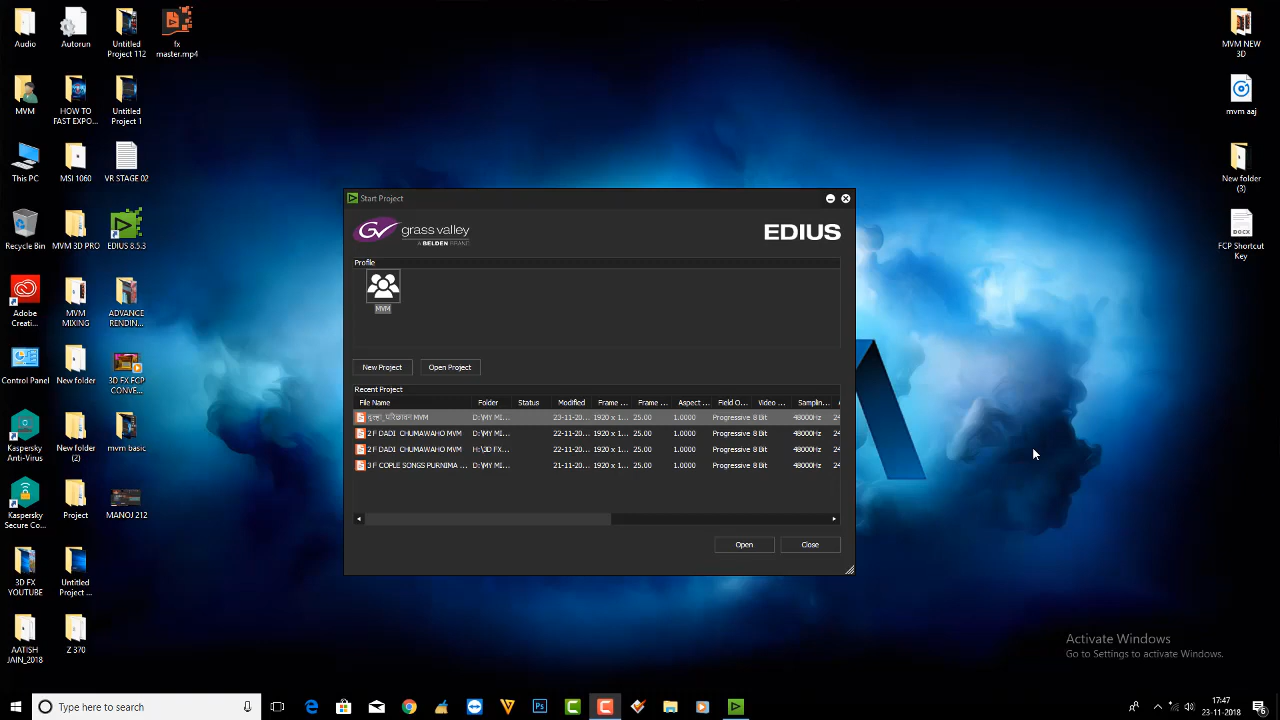 Audio
Autorun
Untitled
Project 112
fx
master.mp4
MVM NEW
3D
MVM
HOW TO
FAST EXPO...
Untitled
Project 1
mvm aaj
This PC
MSI 1060
VR STAGE 02
New folder
(3)
Recycle Bin
MVM 3D PRO
EDIUS 8.5.3
FCP Shortcut
Key
DOCX
Adobe
Creati...
MVM
MIXING
ADVANCE
RENDIN...
Control Panel
New folder
3D FX FCP
CONVE...
Kaspersky
Anti-Virus
New folder
(2)
mvm basic
Kaspersky
Secure Co...
Project
MANOJ 212
3D FX
YOUTUBE
Untitled
Project ...
AATISH
JAIN_2018
Z 370
Start Project
GV grass valley
A BELDEN BRAND
EDIUS
Profile
MVM
New Project
Open Project
Recent Project
File Name Folder Status Modified Frame ... Frame ... Aspect ... Field O... Video ... Samplin...
MVM D:\MY MI... 23-11-20... 1920 x 1... 25.00 1.0000 Progressive 8 Bit 48000Hz 24
2 F DADI CHUMAWAHO MVM D:\MY MI... 22-11-20... 1920 x 1... 25.00 1.0000 Progressive 8 Bit 48000Hz 24
2 F DADI CHUMAWAHO MVM H:\3D FX... 22-11-20... 1920 x 1... 25.00 1.0000 Progressive 8 Bit 48000Hz 24
3 F COPLE SONGS PURNIMA ... D:\MY MI... 21-11-20... 1920 x 1... 25.00 1.0000 Progressive 8 Bit 48000Hz 24
Open
Close
Activate Windows
Go to Settings to activate Windows.
Type here to search
17:47
23-11-2018
6